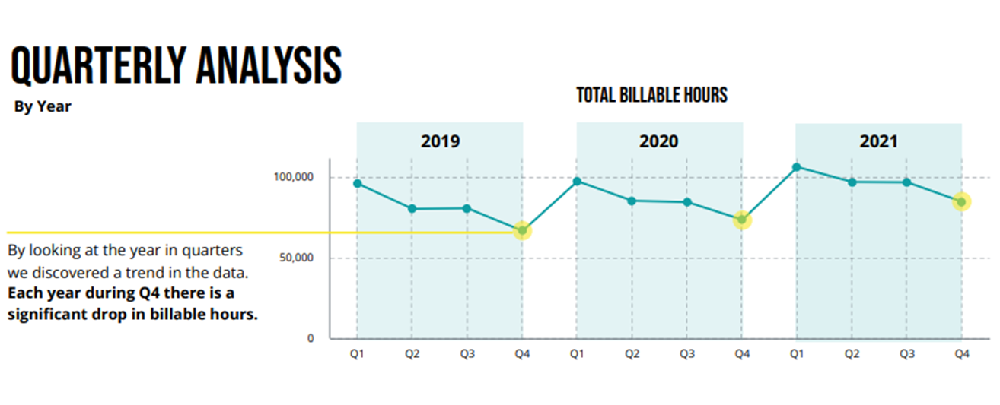 QUARTERLY ANALYSIS
By Year
TOTAL BILLABLE HOURS
2019
2020
2021
100,000
50,000
0
By looking at the year in quarters
we discovered a trend in the data.
Each year during Q4 there is a
significant drop in billable hours.
Q1 Q2 Q3 Q4 Q1 Q2 Q3 Q4 Q1 Q2 Q3 Q4